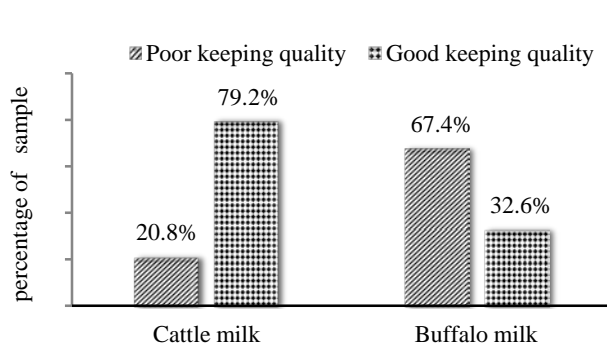 Poor keeping quality Good keeping quality
percentage of sample
79.2%
67.4%
32.6%
20.8%
Cattle milk Buffalo milk